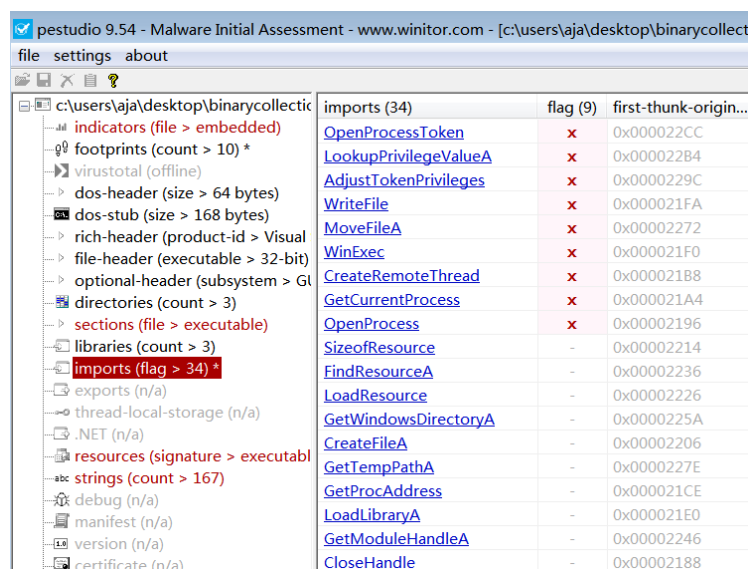 pestudio 9.54 - Malware Initial Assessment - www.winitor.com - [c:\users\aja\desktop\binarycollect
file settings about
c:\users\aja\desktop\binarycollectic
indicators (file > embedded)
footprints (count > 10) *
virustotal (offline)
dos-header (size > 64 bytes)
dos-stub (size > 168 bytes)
rich-header (product-id > Visual
file-header (executable > 32-bit)
optional-header (subsystem > GU
directories (count > 3)
sections (file > executable)
libraries (count > 3)
imports (flag > 34) *
exports (n/a)
thread-local-storage (n/a)
.NET (n/a)
resources (signature > executabl
abc strings (count > 167)
debug (n/a)
manifest (n/a)
1.0 version (n/a)
certificate (n/a)
imports (34) flag (9) first-thunk-origin...
OpenProcessToken x 0x000022CC
LookupPrivilegeValueA x 0x000022B4
AdjustTokenPrivileges x 0x0000229C
WriteFile x 0x000021FA
MoveFileA x 0x00002272
WinExec x 0x000021F0
CreateRemoteThread x 0x000021B8
GetCurrentProcess x 0x000021A4
OpenProcess x 0x00002196
SizeofResource - 0x00002214
FindResourceA - 0x00002236
LoadResource - 0x00002226
GetWindowsDirectoryA - 0x0000225A
CreateFileA - 0x00002206
GetTempPathA - 0x0000227E
GetProcAddress - 0x000021CE
LoadLibraryA - 0x000021E0
GetModuleHandleA - 0x00002246
CloseHandle - 0x00002188